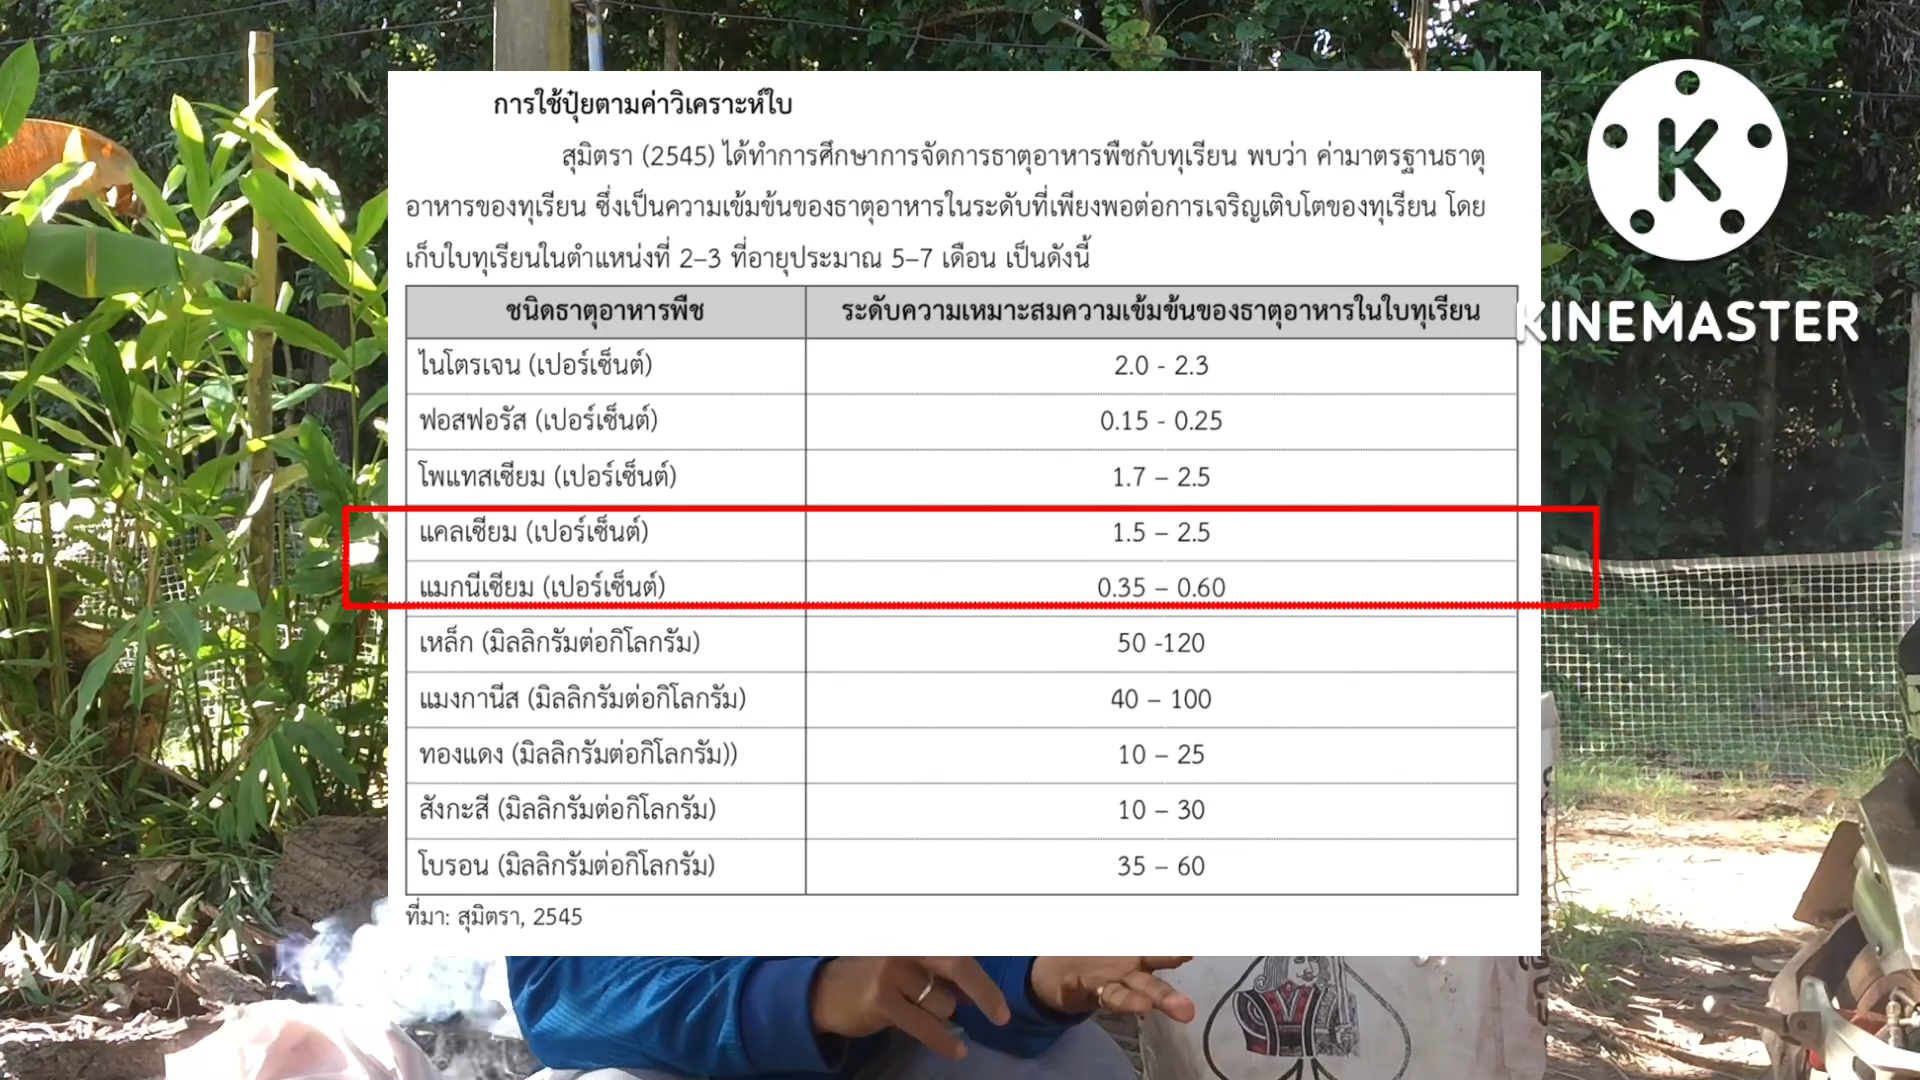 การใช้ปุ๋ยตามค่าวิเคราะห์ใบ
สุมิตรา (2545) ได้ทำการศึกษาการจัดการธาตุอาหารพืชกับทุเรียน พบว่า ค่ามาตรฐานธาตุ
อาหารของทุเรียน ซึ่งเป็นความเข้มข้นของธาตุอาหารในระดับที่เพียงพอต่อการเจริญเติบโตของทุเรียน โดย
เก็บใบทุเรียนในตำแหน่งที่ 2–3 ที่อายุประมาณ 5–7 เดือน เป็นดังนี้
ชนิดธาตุอาหารพืช ระดับความเหมาะสมความเข้มข้นของธาตุอาหารในใบทุเรียน
ไนโตรเจน (เปอร์เซ็นต์) 2.0 - 2.3
ฟอสฟอรัส (เปอร์เซ็นต์) 0.15 - 0.25
โพแทสเซียม (เปอร์เซ็นต์) 1.7 – 2.5
แคลเซียม (เปอร์เซ็นต์) 1.5 – 2.5
แมกนีเซียม (เปอร์เซ็นต์) 0.35 – 0.60
เหล็ก (มิลลิกรัมต่อกิโลกรัม) 50 -120
แมงกานีส (มิลลิกรัมต่อกิโลกรัม) 40 – 100
ทองแดง (มิลลิกรัมต่อกิโลกรัม)) 10 – 25
สังกะสี (มิลลิกรัมต่อกิโลกรัม) 10 – 30
โบรอน (มิลลิกรัมต่อกิโลกรัม) 35 – 60
ที่มา: สุมิตรา, 2545
K
KINEMASTER